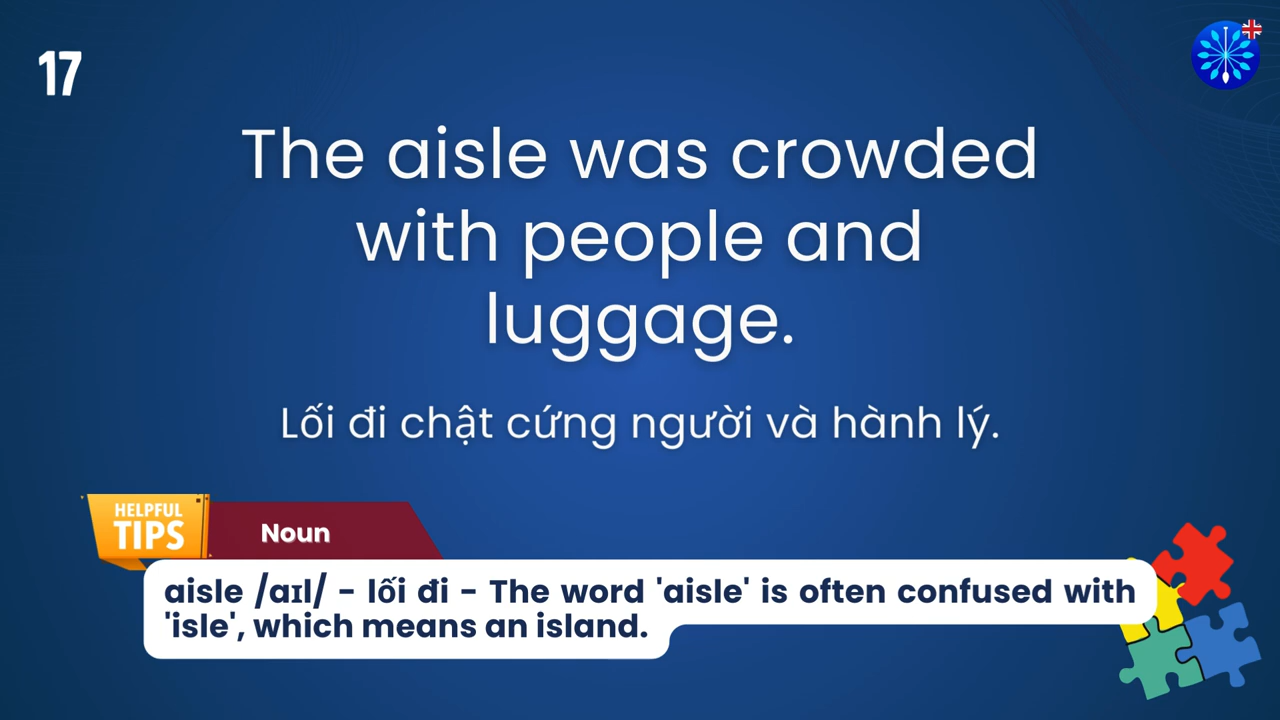 17
The aisle was crowded
with people and
luggage.
Lối đi chật cứng người và hành lý.
HELPFUL
TIPS
Noun
aisle /aɪl/ - lối đi - The word 'aisle' is often confused with
'isle', which means an island.